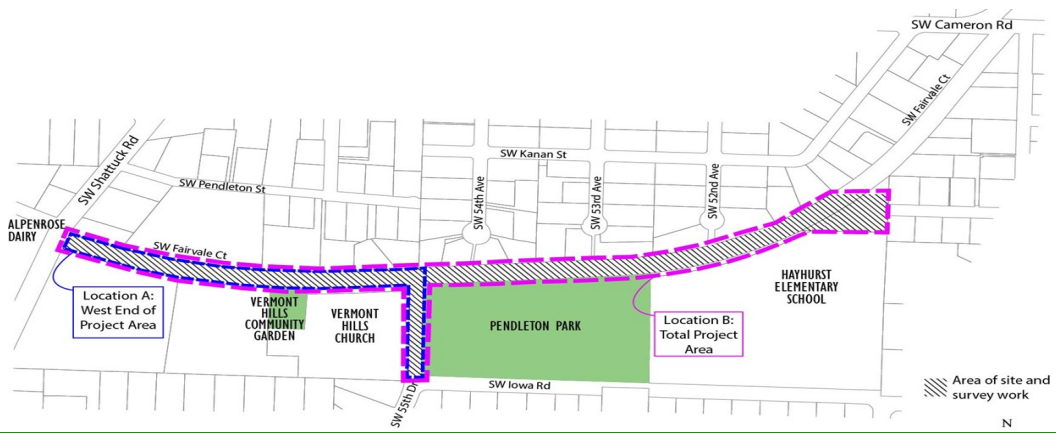 SW Cameron Rd
SW Fairvale Ct
SW Shattuck Rd
SW Kanan St
SW Pendleton St
SW 54th Ave
SW 53rd Ave
SW 52nd Ave
ALPENROSE
DAIRY
SW Fairvale Ct
Location A:
West End of
Project Area
VERMONT
HILLS
COMMUNITY
GARDEN
VERMONT
HILLS
CHURCH
PENDLETON PARK
Location B:
Total Project
Area
HAYHURST
ELEMENTARY
SCHOOL
SW Iowa Rd
SW 55th Dr
Area of site and
survey work
N